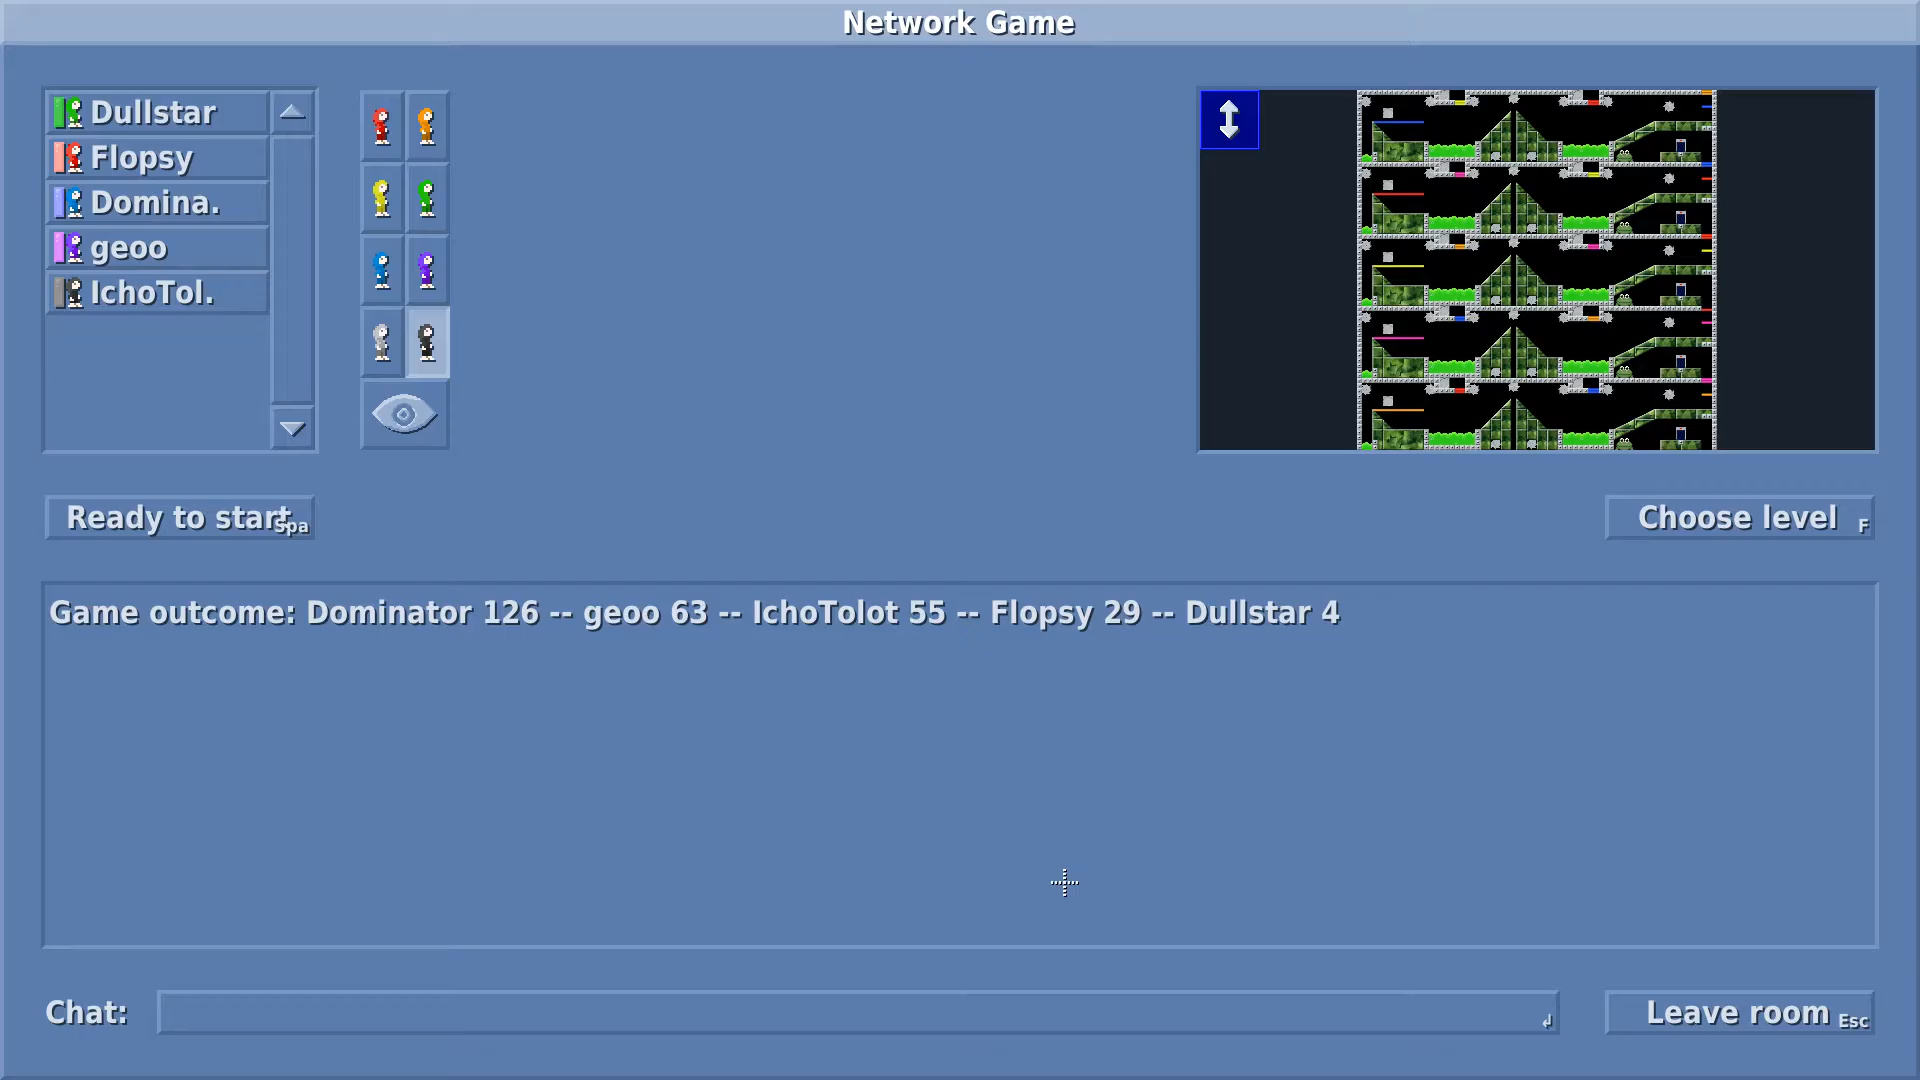 Network Game
Dullstar
Flopsy
Domina.
geoo
IchoTol.
Ready to start Spa
Choose level F
Game outcome: Dominator 126 -- geoo 63 -- IchoTolot 55 -- Flopsy 29 -- Dullstar 4
Chat:
Leave room Esc